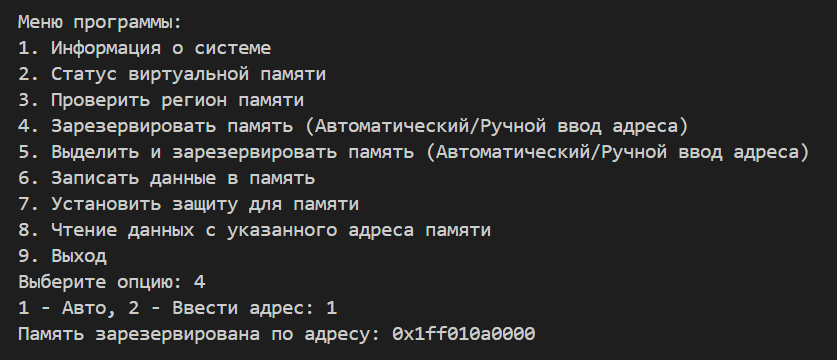 Меню программы:
1. Информация о системе
2. Статус виртуальной памяти
3. Проверить регион памяти
4. Зарезервировать память (Автоматический/Ручной ввод адреса)
5. Выделить и зарезервировать память (Автоматический/Ручной ввод адреса)
6. Записать данные в память
7. Установить защиту для памяти
8. Чтение данных с указанного адреса памяти
9. Выход
Выберите опцию: 4
1 - Авто, 2 - Ввести адрес: 1
Память зарезервирована по адресу: 0x1ff010a0000